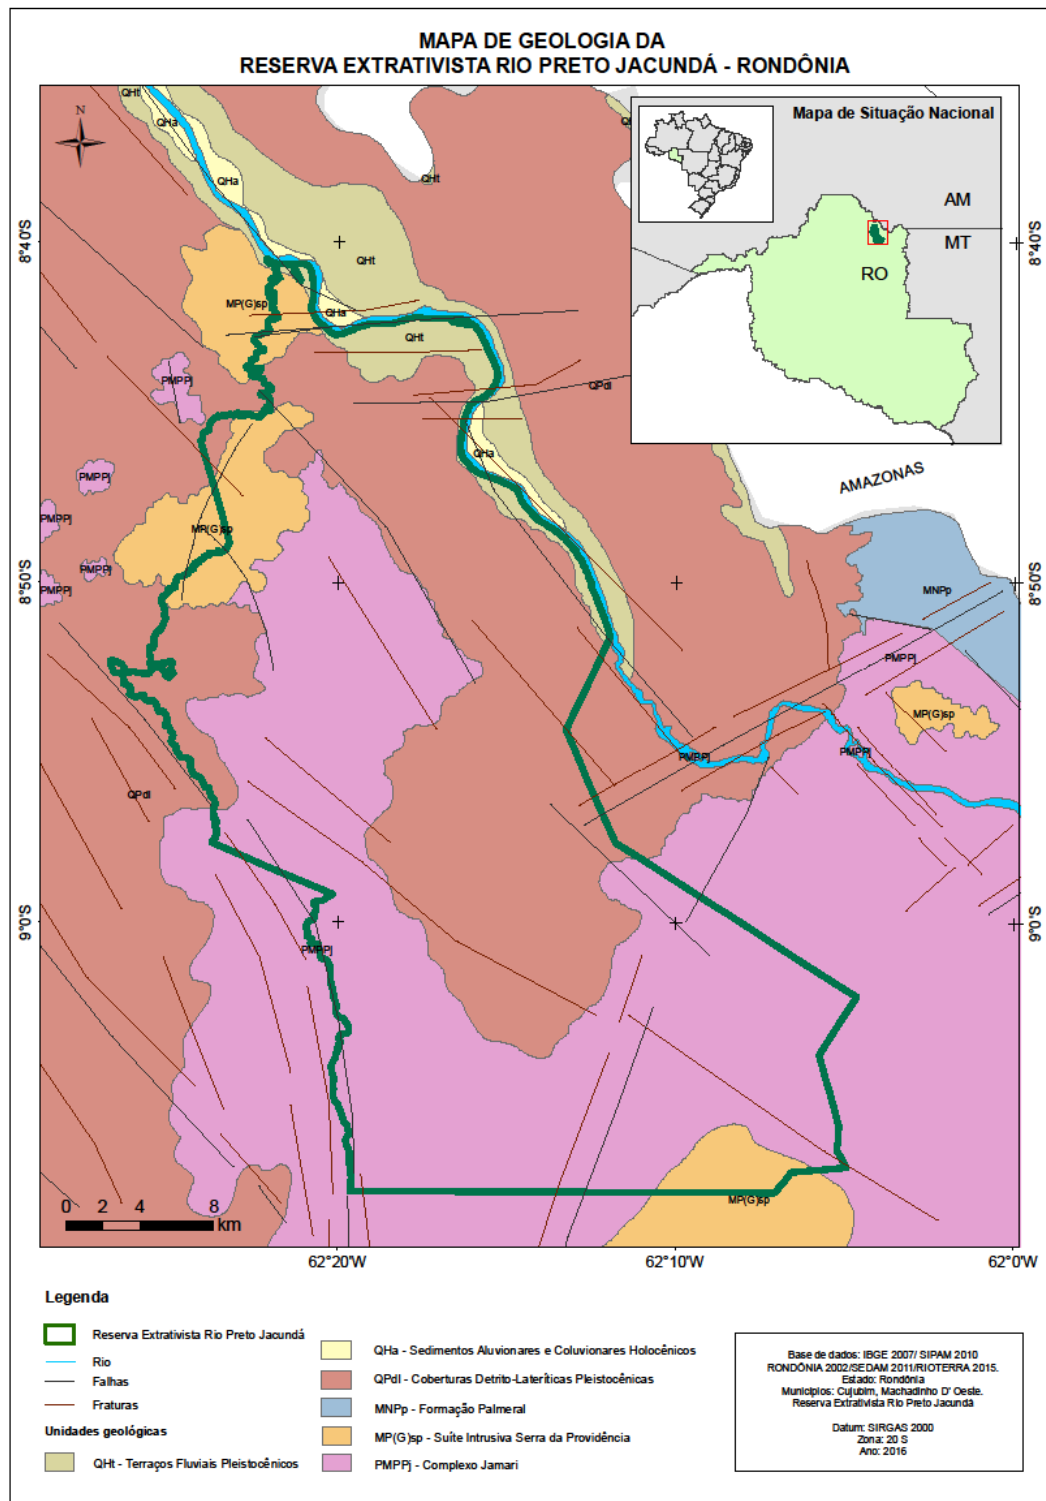 MAPA DE GEOLOGIA DA
RESERVA EXTRATIVISTA RIO PRETO JACUNDÁ - RONDÔNIA
Mapa de Situação Nacional
AM
MT
RO
N
QHt
QHa
QHa
QHt
QHt
8°40'S
8°40'S
MP(G)sp
QHa
QHt
PMPPj
QPdl
QHa
AMAZONAS
PMPPj
PMPPj
MP(G)sp
PMPPj
PMPPj
8°50'S
8°50'S
MNPp
PMPPj
MP(G)sp
PMPPj
PMPPj
QPdl
9°0'S
9°0'S
PMPPj
MP(G)sp
0 2 4 8
km
62°20'W 62°10'W 62°0'W
Legenda
Reserva Extrativista Rio Preto Jacundá
Rio
Falhas
Fraturas
Unidades geológicas
QHt - Terraços Fluviais Pleistocênicos
QHa - Sedimentos Aluvionares e Coluvionares Holocênicos
QPdl - Coberturas Detrito-Lateríticas Pleistocênicas
MNPp - Formação Palmeral
MP(G)sp - Suíte Intrusiva Serra da Providência
PMPPj - Complexo Jamari
Base de dados: IBGE 2007/ SIPAM 2010
RONDÔNIA 2002/SEDAM 2011/RIOTERRA 2015.
Estado: Rondônia
Municípios: Cujubim, Machadinho D' Oeste.
Reserva Extrativista Rio Preto Jacundá
Datum: SIRGAS 2000
Zona: 20 S
Ano: 2016